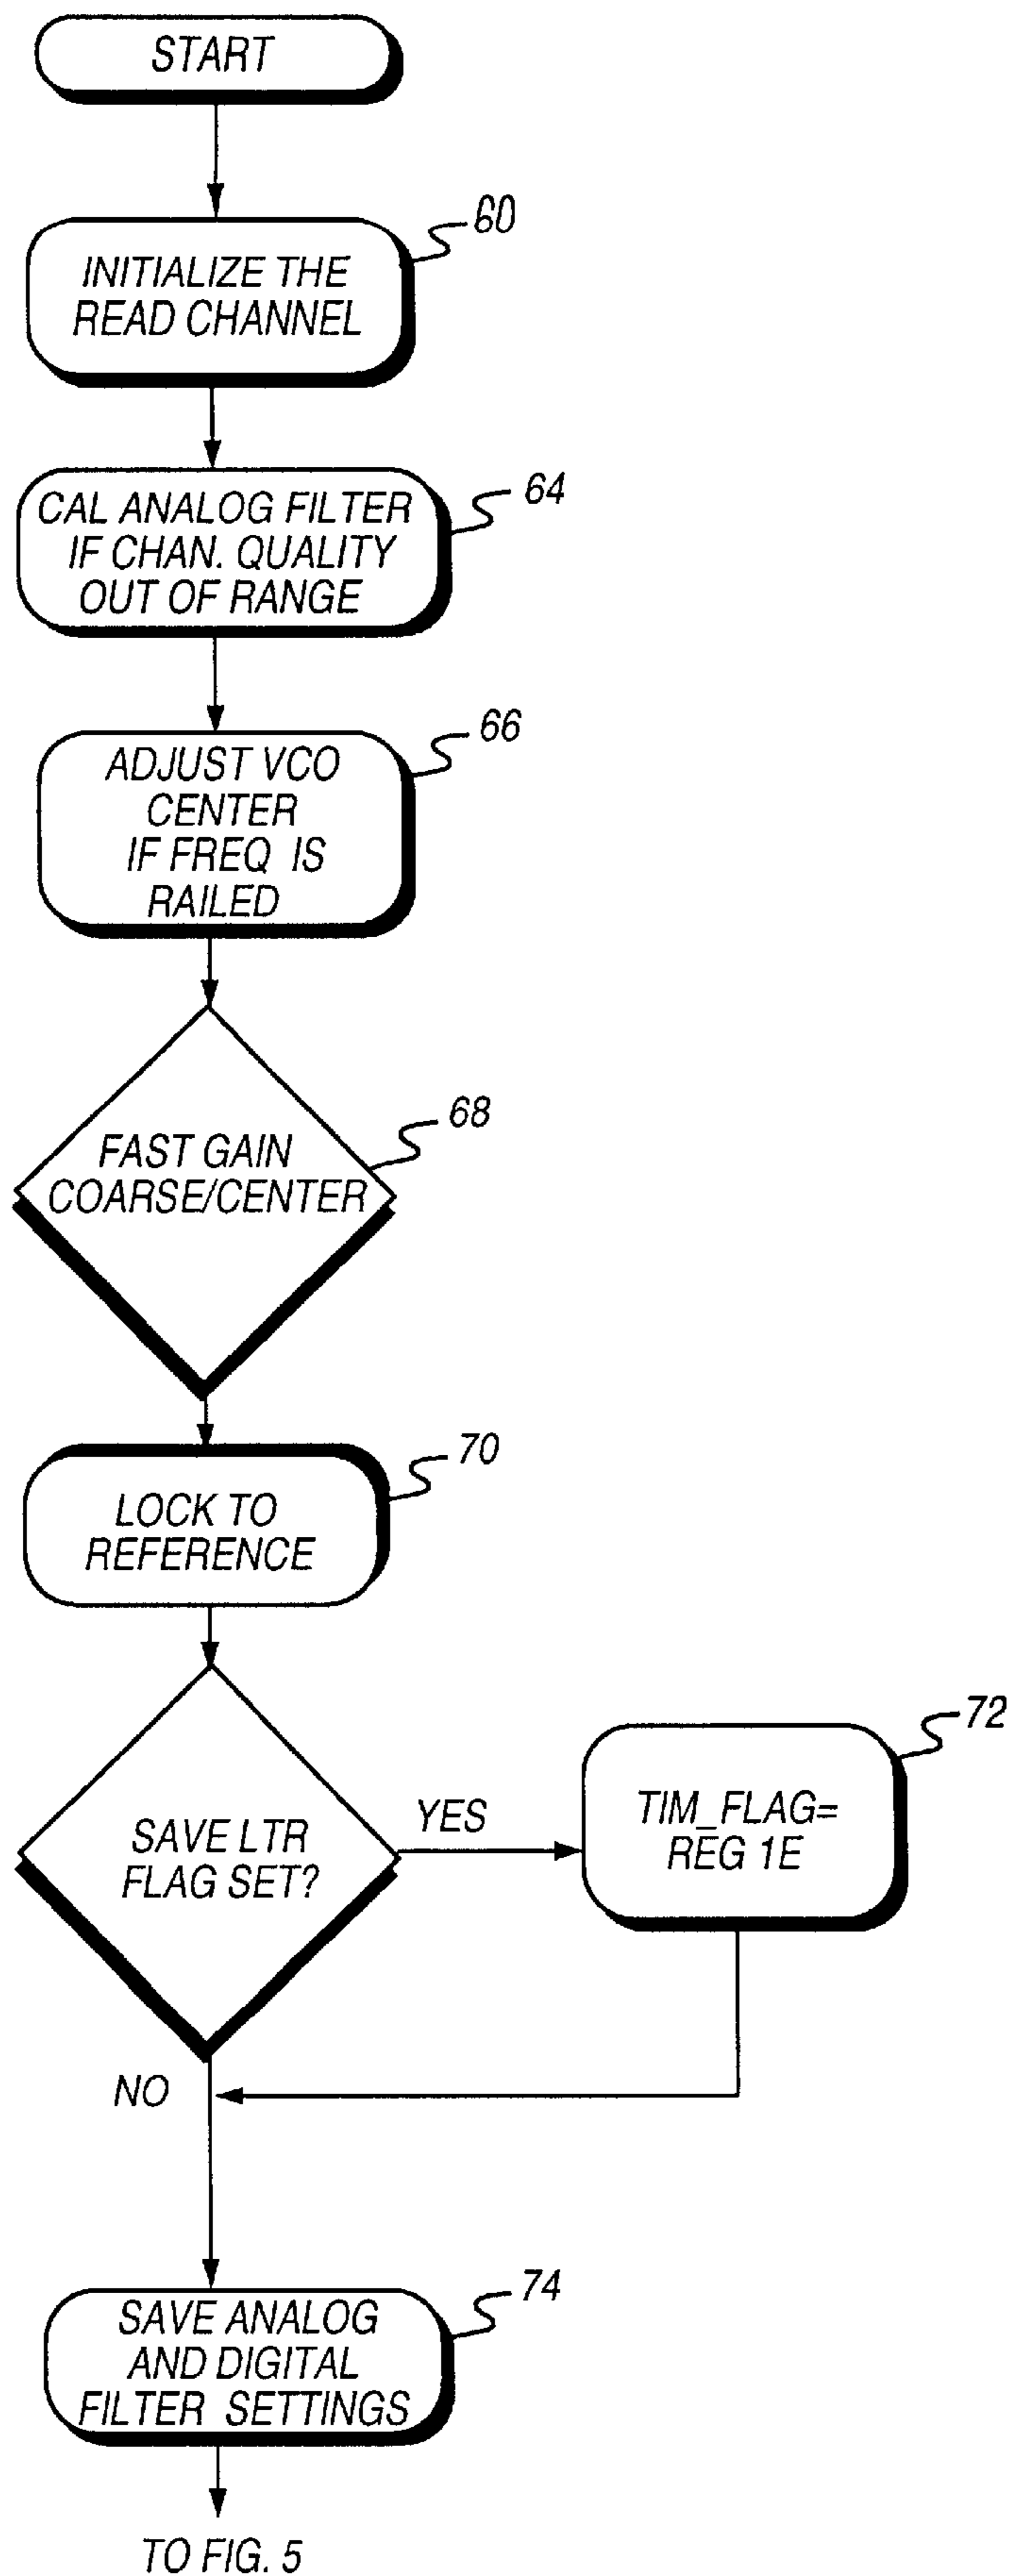 START
60
INITIALIZE THE
READ CHANNEL
64
CAL ANALOG FILTER
IF CHAN. QUALITY
OUT OF RANGE
66
ADJUST VCO
CENTER
IF FREQ IS
RAILED
68
FAST GAIN
COARSE/CENTER
70
LOCK TO
REFERENCE
SAVE LTR
FLAG SET?
YES
72
TIM_FLAG=
REG 1E
NO
74
SAVE ANALOG
AND DIGITAL
FILTER SETTINGS
TO FIG. 5